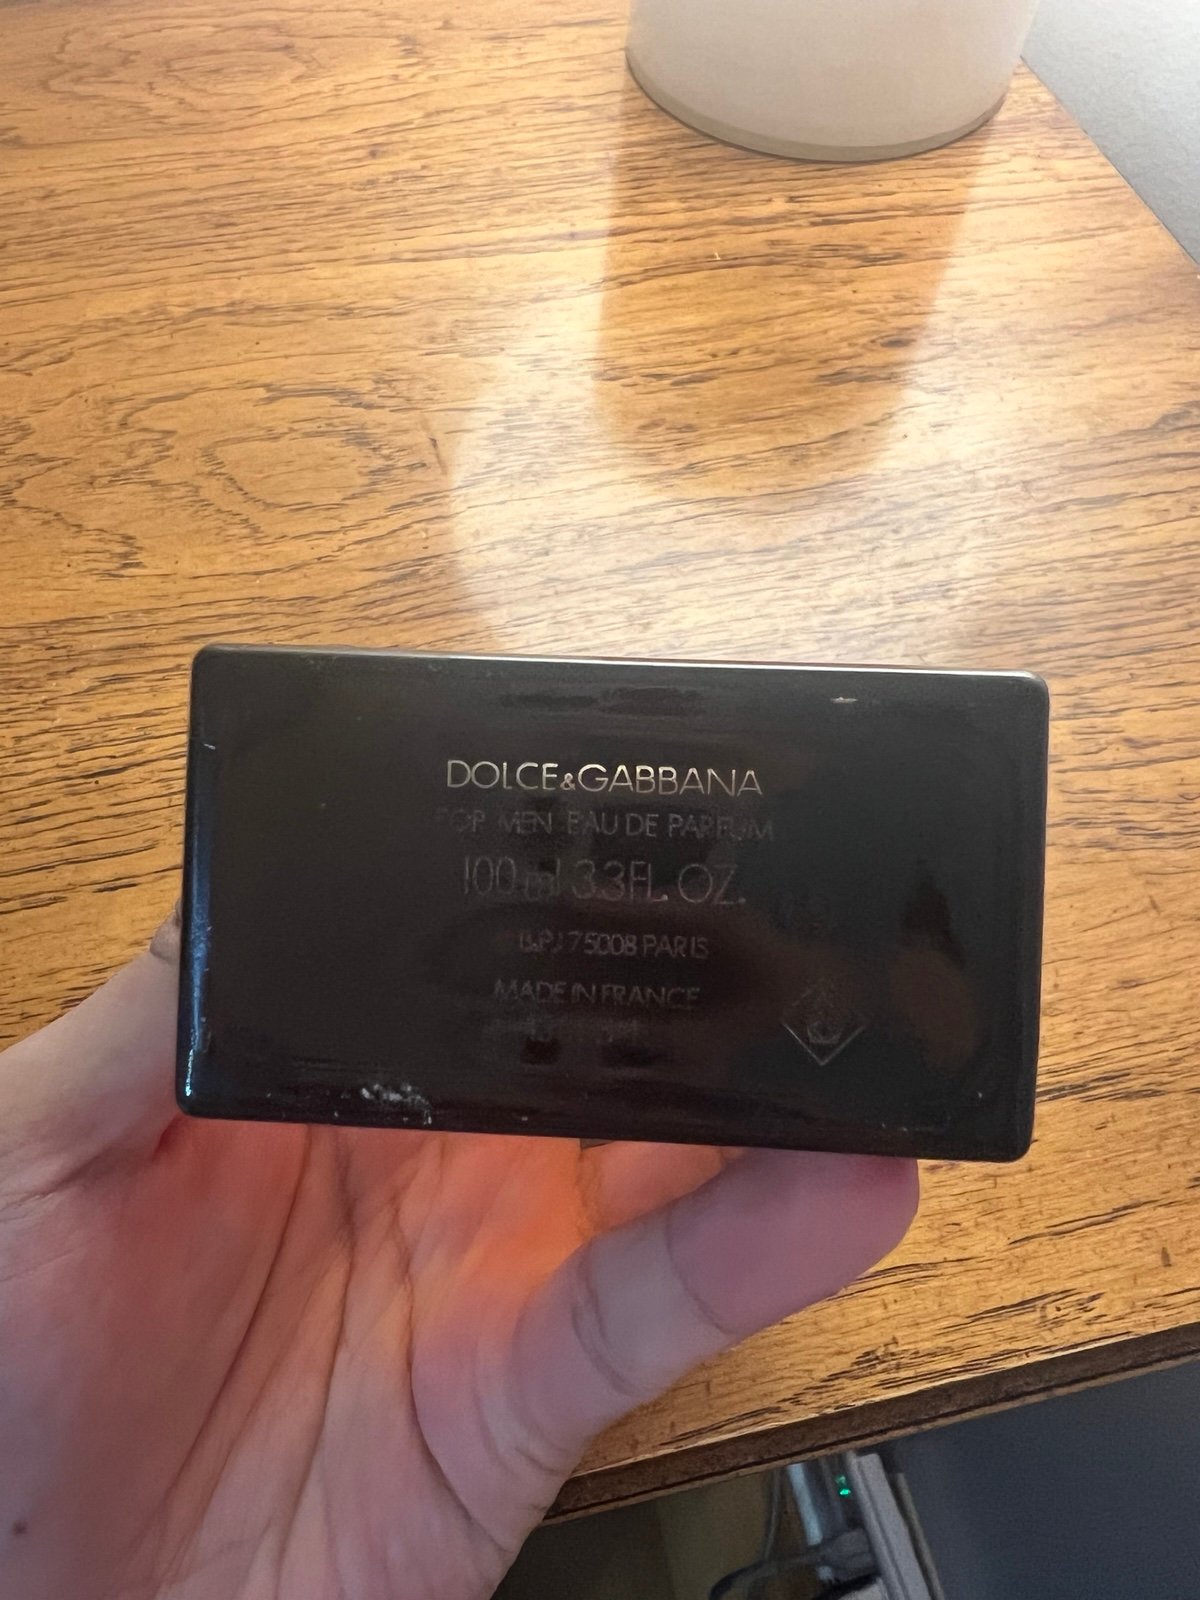 DOLCE&GABBANA
FOR MEN EAU DE PARFUM
100 ml 3.3FL. OZ.
75008 PARIS
MADE IN FRANCE